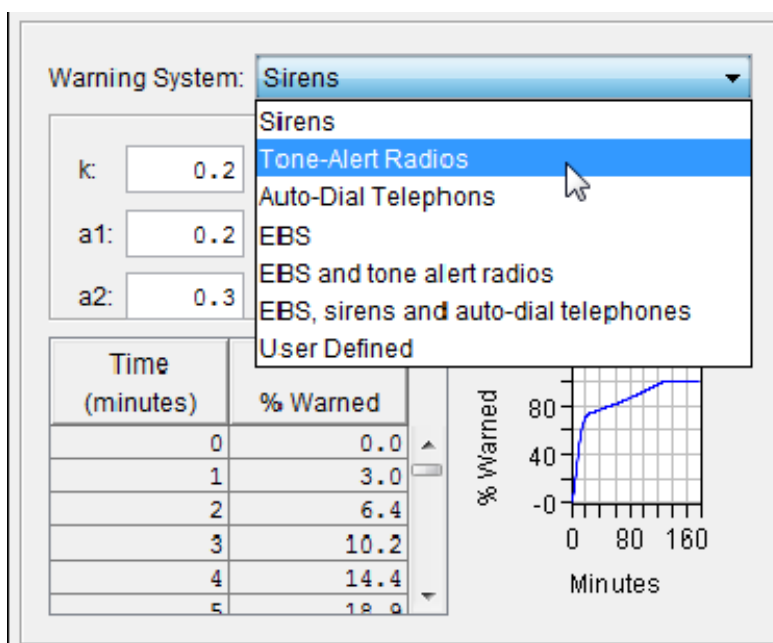 Warning System: Sirens
Sirens
Tone-Alert Radios
Auto-Dial Telephons
EBS
EBS and tone alert radios
EBS, sirens and auto-dial telephones
User Defined
k: 0.2
a1: 0.2
a2: 0.3
Time
(minutes) % Warned
0 0.0
1 3.0
2 6.4
3 10.2
4 14.4
5 18.9
% Warned
80
40
-0
0 80 160
Minutes